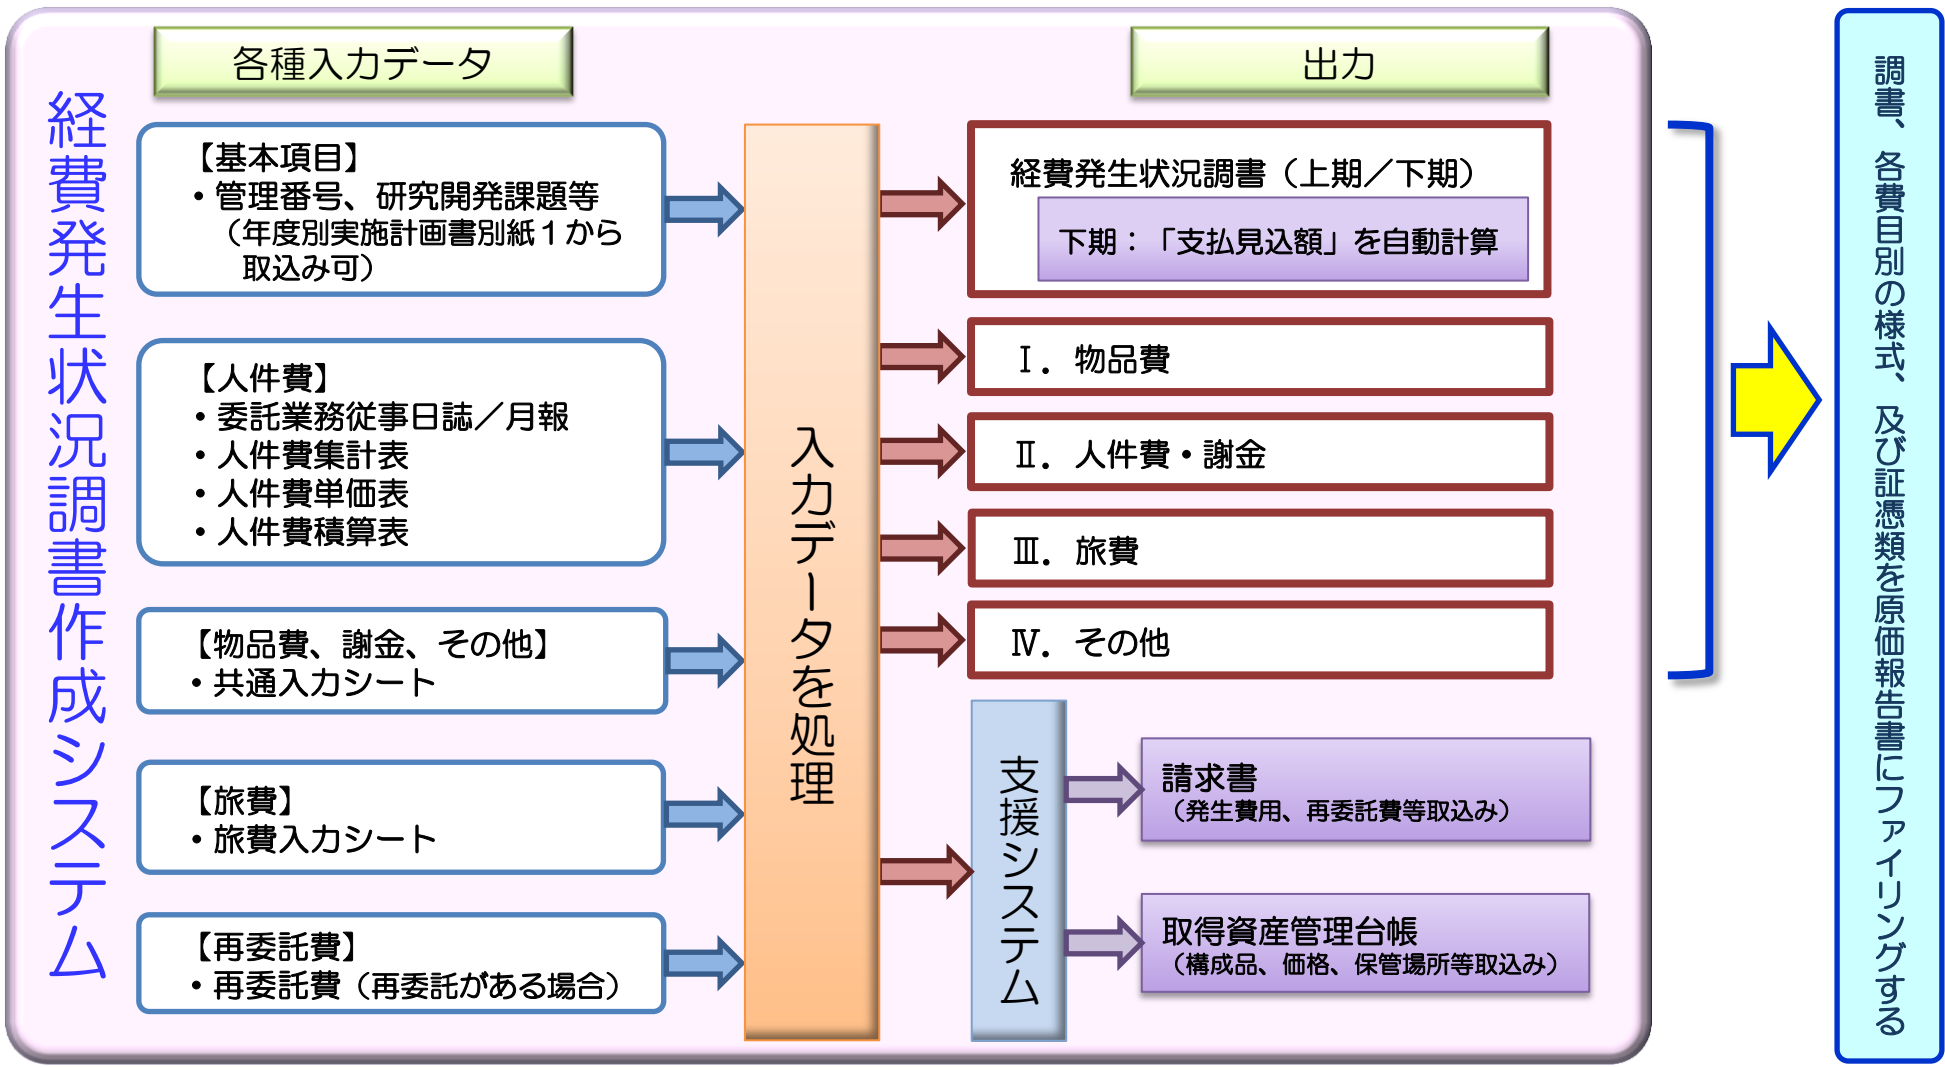 経費発生状況調書作成システム
各種入力データ
【基本項目】
・管理番号、研究開発課題等
（年度別実施計画書別紙１から
取込み可）
【人件費】
・委託業務従事日誌／月報
・人件費集計表
・人件費単価表
・人件費積算表
【物品費、謝金、その他】
・共通入力シート
【旅費】
・旅費入力シート
【再委託費】
・再委託費（再委託がある場合）
入力データを処理
出力
経費発生状況調書（上期／下期）
下期：「支払見込額」を自動計算
Ⅰ．物品費
Ⅱ．人件費・謝金
Ⅲ．旅費
Ⅳ．その他
支援システム
請求書
（発生費用、再委託費等取込み）
取得資産管理台帳
（構成品、価格、保管場所等取込み）
調書、各費目別の様式、及び証憑類を原価報告書にファイリングする